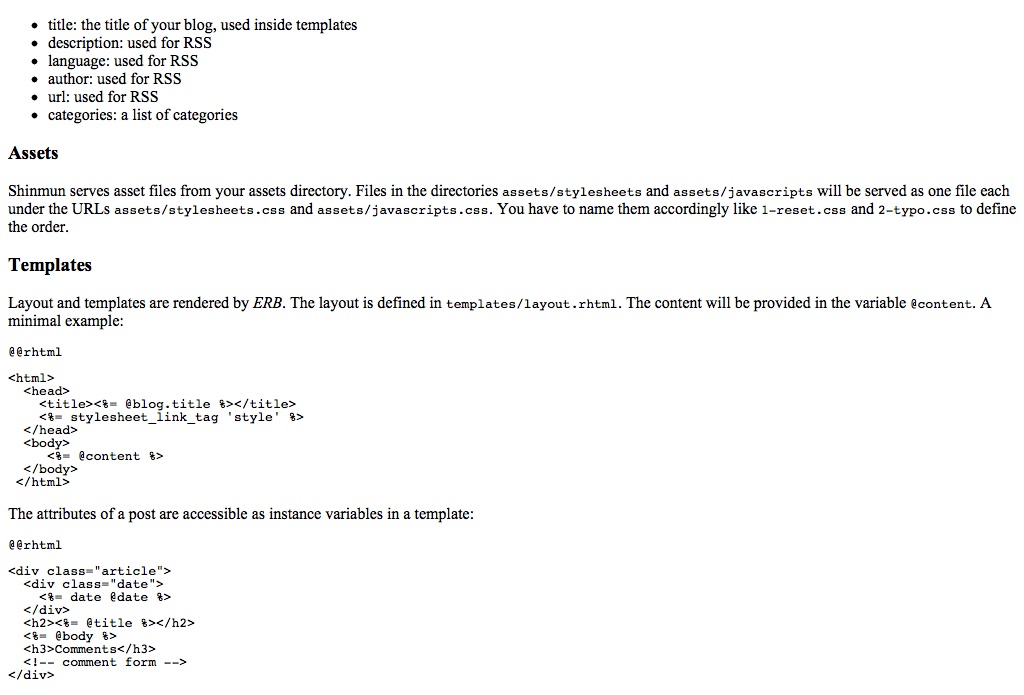 • title: the title of your blog, used inside templates
• description: used for RSS
• language: used for RSS
• author: used for RSS
• url: used for RSS
• categories: a list of categories
Assets
Shinmun serves asset files from your assets directory. Files in the directories assets/stylesheets and assets/javascripts will be served as one file each
under the URLs assets/stylesheets.css and assets/javascripts.css. You have to name them accordingly like 1-reset.css and 2-typo.css to define
the order.
Templates
Layout and templates are rendered by ERB. The layout is defined in templates/layout.rhtml. The content will be provided in the variable @content. A
minimal example:
@@rhtml
<html>
  <head>
    <title><%= @blog.title %></title>
    <%= stylesheet_link_tag 'style' %>
  </head>
  <body>
     <%= @content %>
  </body>
 </html>
The attributes of a post are accessible as instance variables in a template:
@@rhtml
<div class="article">
  <div class="date">
    <%= date @date %>
  </div>
  <h2><%= @title %></h2>
  <%= @body %>
  <h3>Comments</h3>
  <!-- comment form -->
</div>